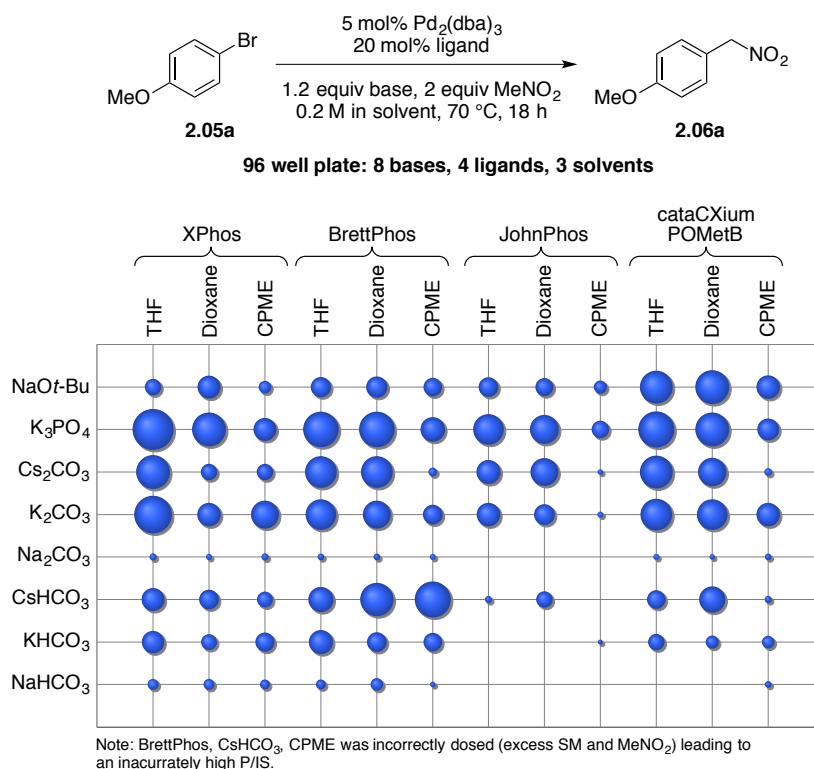 Br
MeO
2.05a
5 mol% Pd₂(dba)₃
20 mol% ligand
1.2 equiv base, 2 equiv MeNO₂
0.2 M in solvent, 70 °C, 18 h
NO₂
MeO
2.06a
96 well plate: 8 bases, 4 ligands, 3 solvents
XPhos BrettPhos JohnPhos cataCXium
POMetB
THF Dioxane CPME THF Dioxane CPME THF Dioxane CPME THF Dioxane CPME
NaOt-Bu
K₃PO₄
Cs₂CO₃
K₂CO₃
Na₂CO₃
CsHCO₃
KHCO₃
NaHCO₃
Note: BrettPhos, CsHCO₃, CPME was incorrectly dosed (excess SM and MeNO₂) leading to
an inacurrately high P/IS.